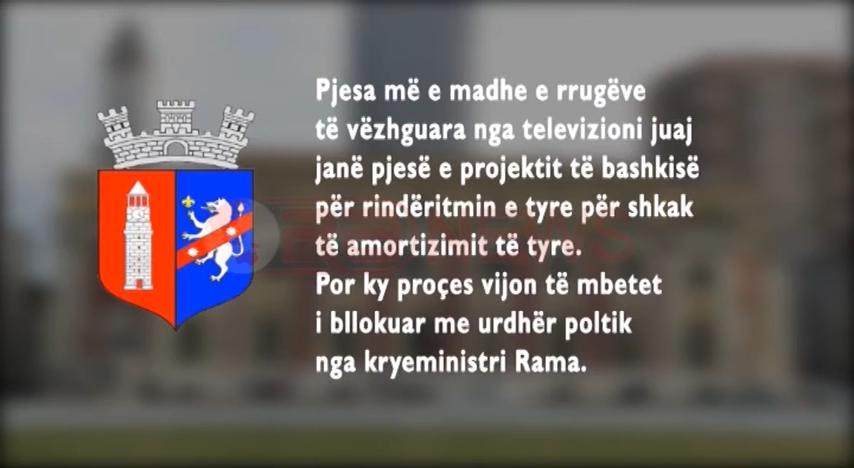 Pjesa më e madhe e rrugëve
të vëzhguara nga televizioni juaj
janë pjesë e projektit të bashkisë
për rindëritmin e tyre për shkak
të amortizimit të tyre.
Por ky proçes vijon të mbetet
i bllokuar me urdhër poltik
nga kryeministri Rama.
NEWS